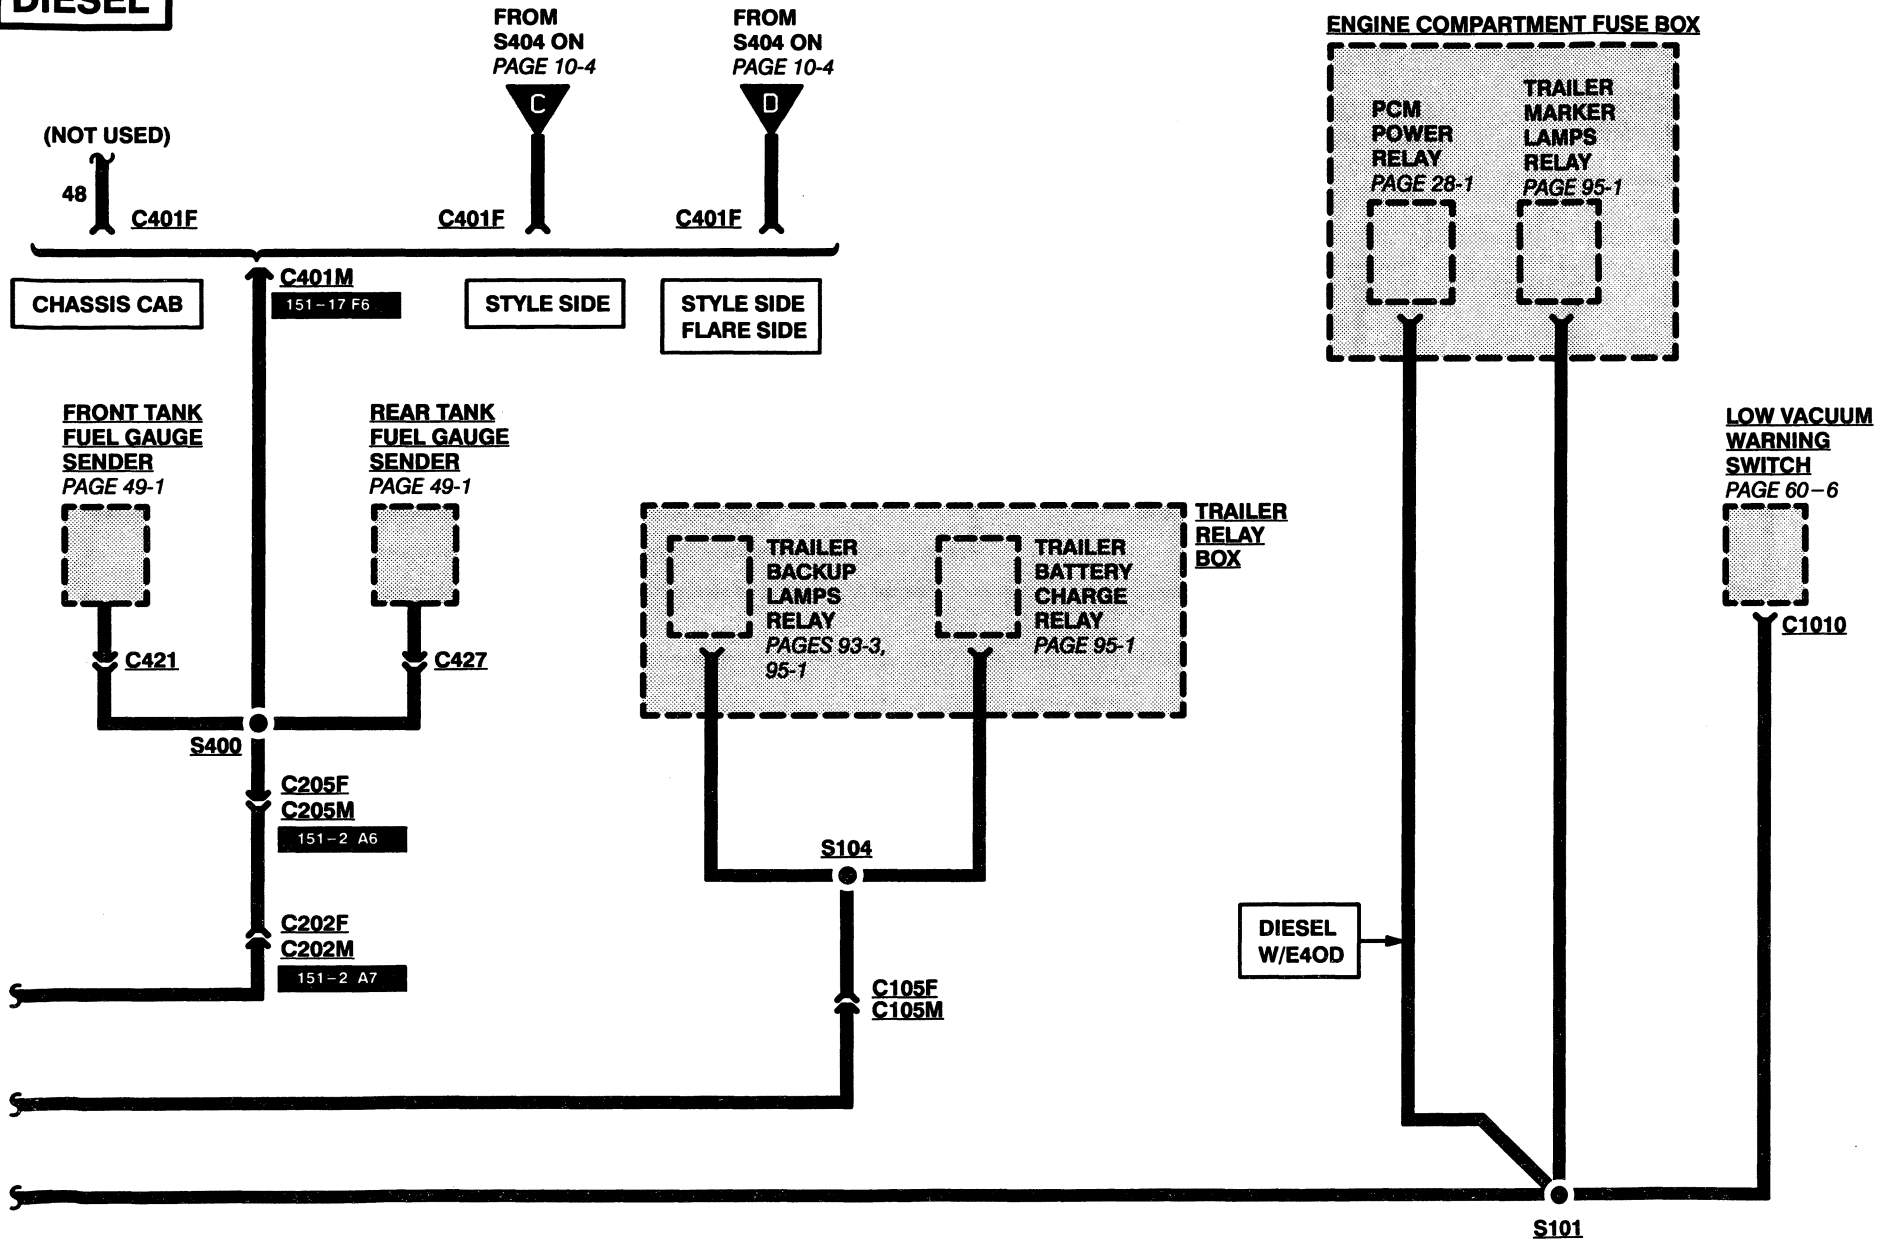 DIESEL
FROM
S404 ON
PAGE 10-4
C
FROM
S404 ON
PAGE 10-4
D
(NOT USED)
48
C401F
C401F
C401F
C401M
151-17 F6
CHASSIS CAB
STYLE SIDE
STYLE SIDE
FLARE SIDE
ENGINE COMPARTMENT FUSE BOX
PCM
POWER
RELAY
PAGE 28-1
TRAILER
MARKER
LAMPS
RELAY
PAGE 95-1
FRONT TANK
FUEL GAUGE
SENDER
PAGE 49-1
REAR TANK
FUEL GAUGE
SENDER
PAGE 49-1
C421
C427
S400
C205F
C205M
151-2 A6
C202F
C202M
151-2 A7
TRAILER
RELAY
BOX
TRAILER
BACKUP
LAMPS
RELAY
PAGES 93-3,
95-1
TRAILER
BATTERY
CHARGE
RELAY
PAGE 95-1
S104
C105F
C105M
LOW VACUUM
WARNING
SWITCH
PAGE 60-6
C1010
DIESEL
W/E4OD
S101